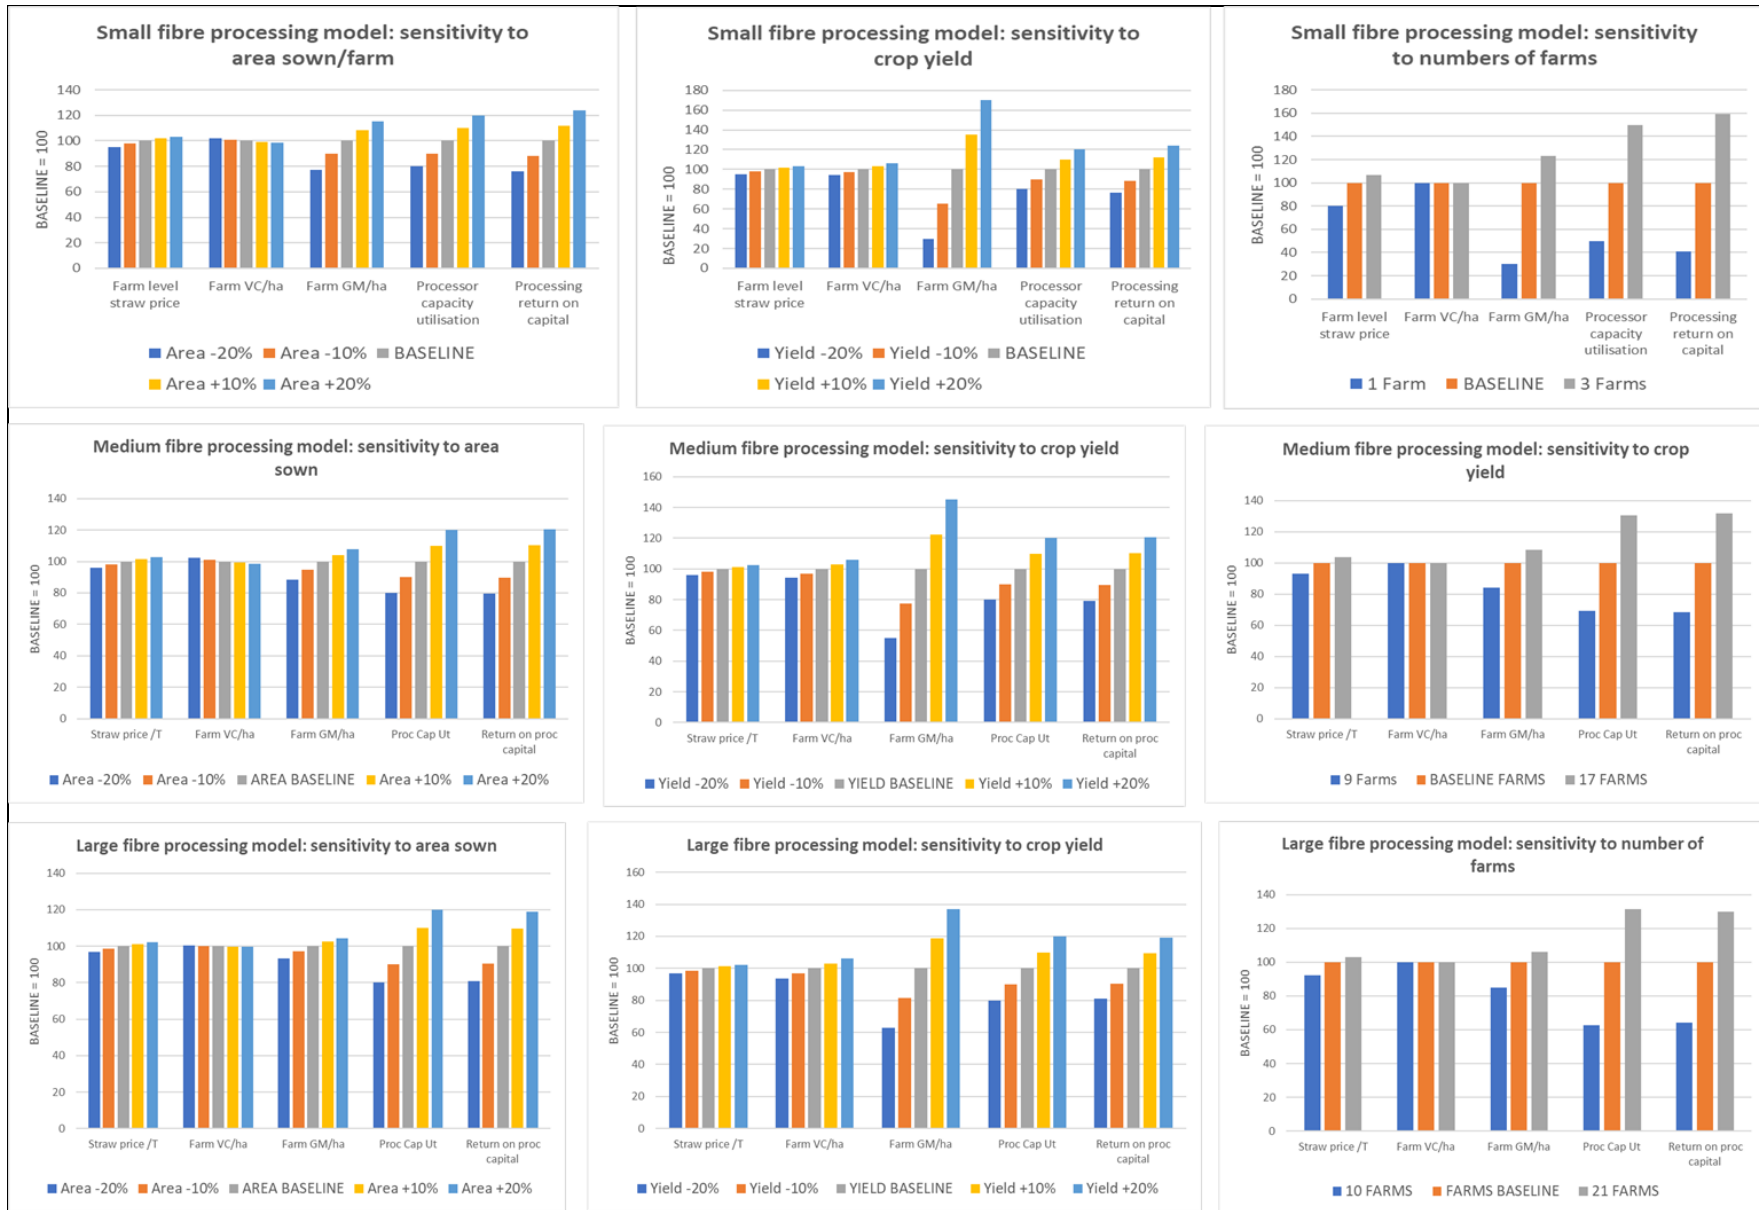 Small fibre processing model: sensitivity to
area sown/farm
BASELINE = 100
140
120
100
80
60
40
20
0
Farm level
straw price
Farm VC/ha
Farm GM/ha
Processor
capacity
utilisation
Processing
return on
capital
Area -20%
Area -10%
BASELINE
Area +10%
Area +20%
Small fibre processing model: sensitivity to
crop yield
BASELINE = 100
180
160
140
120
100
80
60
40
20
0
Farm level
straw price
Farm VC/ha
Farm GM/ha
Processor
capacity
utilisation
Processing
return on
capital
Yield -20%
Yield -10%
BASELINE
Yield +10%
Yield +20%
Small fibre processing model: sensitivity
to numbers of farms
BASELINE = 100
180
160
140
120
100
80
60
40
20
0
Farm level
straw price
Farm VC/ha
Farm GM/ha
Processor
capacity
utilisation
Processing
return on
capital
1 Farm
BASELINE
3 Farms
Medium fibre processing model: sensitivity to area
sown
BASELINE = 100
140
120
100
80
60
40
20
0
Straw price /T
Farm VC/ha
Farm GM/ha
Proc Cap Ut
Return on proc
capital
Area -20%
Area -10%
AREA BASELINE
Area +10%
Area +20%
Medium fibre processing model: sensitivity to crop yield
BASELINE = 100
160
140
120
100
80
60
40
20
0
Straw price /T
Farm VC/ha
Farm GM/ha
Proc Cap Ut
Return on proc
capital
Yield -20%
Yield -10%
YIELD BASELINE
Yield +10%
Yield +20%
Medium fibre processing model: sensitivity to crop
yield
BASELINE = 100
140
120
100
80
60
40
20
0
Straw price /T
Farm VC/ha
Farm GM/ha
Proc Cap Ut
Return on proc
capital
9 Farms
BASELINE FARMS
17 FARMS
Large fibre processing model: sensitivity to area sown
BASELINE = 100
140
120
100
80
60
40
20
0
Straw price /T
Farm VC/ha
Farm GM/ha
Proc Cap Ut
Return on proc
capital
Area -20%
Area -10%
AREA BASELINE
Area +10%
Area +20%
Large fibre processing model: sensitivity to crop yield
BASELINE = 100
160
140
120
100
80
60
40
20
0
Straw price /T
Farm VC/ha
Farm GM/ha
Proc Cap Ut
Return on proc
capital
Yield -20%
Yield -10%
YIELD BASELINE
Yield +10%
Yield +20%
Large fibre processing model: sensitivity to number of
farms
BASELINE = 100
140
120
100
80
60
40
20
0
Straw price /T
Farm VC/ha
Farm GM/ha
Proc Cap Ut
Return on proc
capital
10 FARMS
FARMS BASELINE
21 FARMS